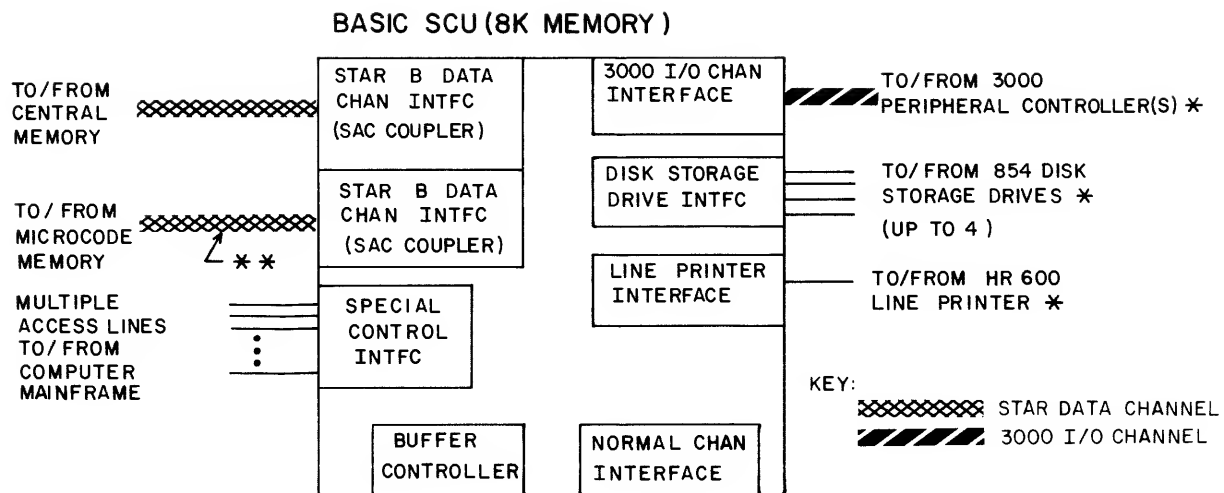 BASIC SCU (8K MEMORY)
TO/FROM
CENTRAL
MEMORY
STAR B DATA
CHAN INTFC
(SAC COUPLER)
3000 I/O CHAN
INTERFACE
TO/FROM 3000
PERIPHERAL CONTROLLER(S) *
TO/FROM
MICROCODE
MEMORY
* *
STAR B DATA
CHAN INTFC
(SAC COUPLER)
DISK STORAGE
DRIVE INTFC
TO/FROM 854 DISK
STORAGE DRIVES *
(UP TO 4)
LINE PRINTER
INTERFACE
TO/FROM HR 600
LINE PRINTER *
MULTIPLE
ACCESS LINES
TO/FROM
COMPUTER
MAINFRAME
SPECIAL
CONTROL
INTFC
KEY:
STAR DATA CHANNEL
3000 I/O CHANNEL
BUFFER
CONTROLLER
NORMAL CHAN
INTERFACE